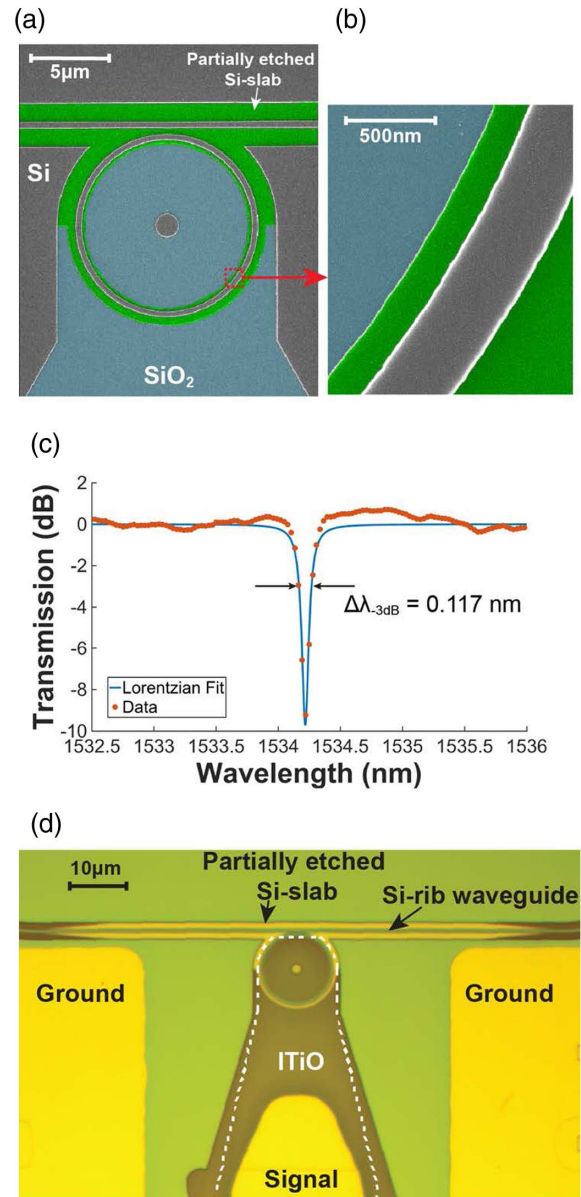 (a)
5μm
Partially etched
Si-slab
Si
SiO2
(b)
500nm
(c)
Transmission (dB)
2
0
-2
-4
-6
-8
-10
Δλ-3dB = 0.117 nm
Lorentzian Fit
Data
1532.5 1533 1533.5 1534 1534.5 1535 1535.5 1536
Wavelength (nm)
(d)
10μm
Partially etched
Si-slab
Si-rib waveguide
Ground
Ground
ITiO
Signal